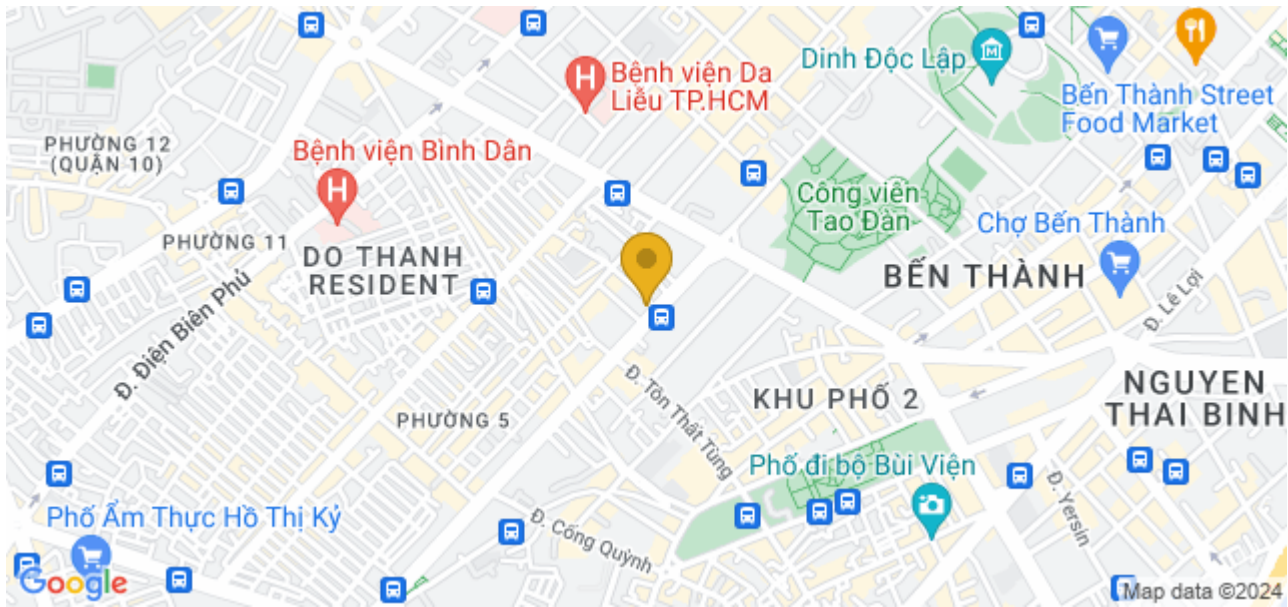 Dinh Độc Lập
Bệnh viện Da
Liễu TP.HCM
Bến Thành Street
Food Market
PHƯỜNG 12
(QUẬN 10)
Bệnh viện Bình Dân
Công viên
Tao Đàn
Chợ Bến Thành
PHƯỜNG 11
DO THANH
RESIDENT
BẾN THÀNH
Đ. Lê Lợi
Đ. Điện Biên Phủ
Đ. Tôn Thất Tùng
KHU PHỐ 2
NGUYEN
THAI BINH
PHƯỜNG 5
Phố đi bộ Bùi Viện
Đ. Yersin
Phố Ẩm Thực Hồ Thị Kỷ
Đ. Cống Quỳnh
Google
Map data ©2024